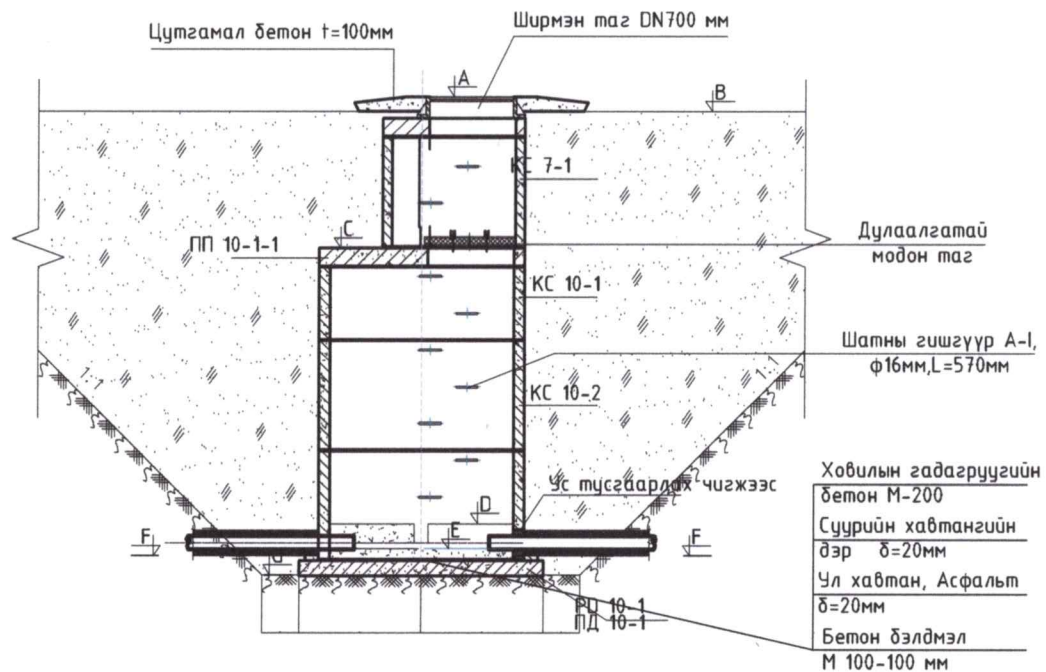 Цутгамал бетон t=100мм
Ширмэн таг DN700 мм
A
B
КС 7-1
C
ПП 10-1-1
Дулаалгатай
модон таг
КС 10-1
Шатны гишгүүр А-I,
ф16мм,L=570мм
1:1
1:1
КС 10-2
Ус тусгаарлах чигжээс
Ховилын гадагруугийн
бетон М-200
Суурийн хавтангийн
дэр δ=20мм
Ул хавтан, Асфальт
δ=20мм
Бетон бэлдмэл
М 100-100 мм
D
E
F
F
G
РЦ 10-1
ПД 10-1